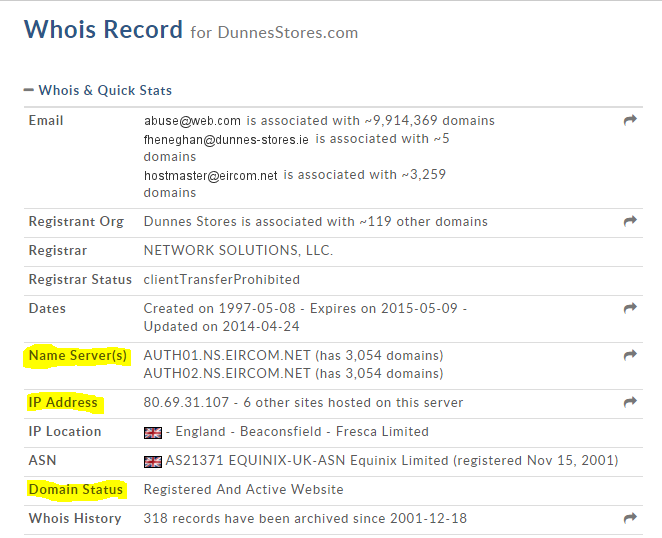 Whois Record for DunnesStores.com
− Whois & Quick Stats
Email abuse@web.com is associated with ~9,914,369 domains
fheneghan@dunnes-stores.ie is associated with ~5
domains
hostmaster@eircom.net is associated with ~3,259
domains
Registrant Org Dunnes Stores is associated with ~119 other domains
Registrar NETWORK SOLUTIONS, LLC.
Registrar Status clientTransferProhibited
Dates Created on 1997-05-08 - Expires on 2015-05-09 -
Updated on 2014-04-24
Name Server(s) AUTH01.NS.EIRCOM.NET (has 3,054 domains)
AUTH02.NS.EIRCOM.NET (has 3,054 domains)
IP Address 80.69.31.107 - 6 other sites hosted on this server
IP Location - England - Beaconsfield - Fresca Limited
ASN AS21371 EQUINIX-UK-ASN Equinix Limited (registered Nov 15, 2001)
Domain Status Registered And Active Website
Whois History 318 records have been archived since 2001-12-18